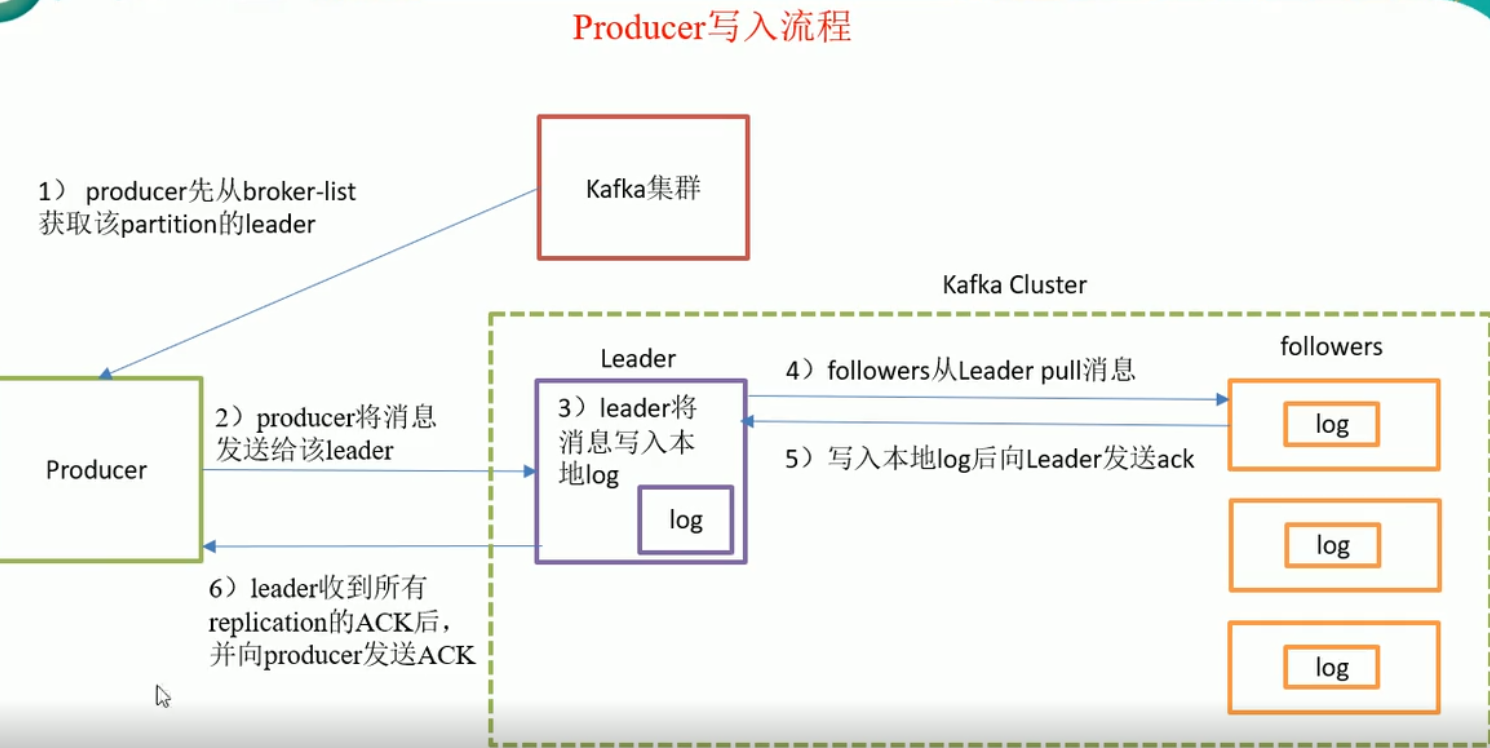 Producer写入流程
Kafka集群
1） producer先从broker-list
获取该partition的leader
Kafka Cluster
Leader
followers
4）followers从Leader pull消息
3）leader将
消息写入本
地log
log
2）producer将消息
发送给该leader
Producer
5）写入本地log后向Leader发送ack
log
log
log
6）leader收到所有
replication的ACK后，
并向producer发送ACK